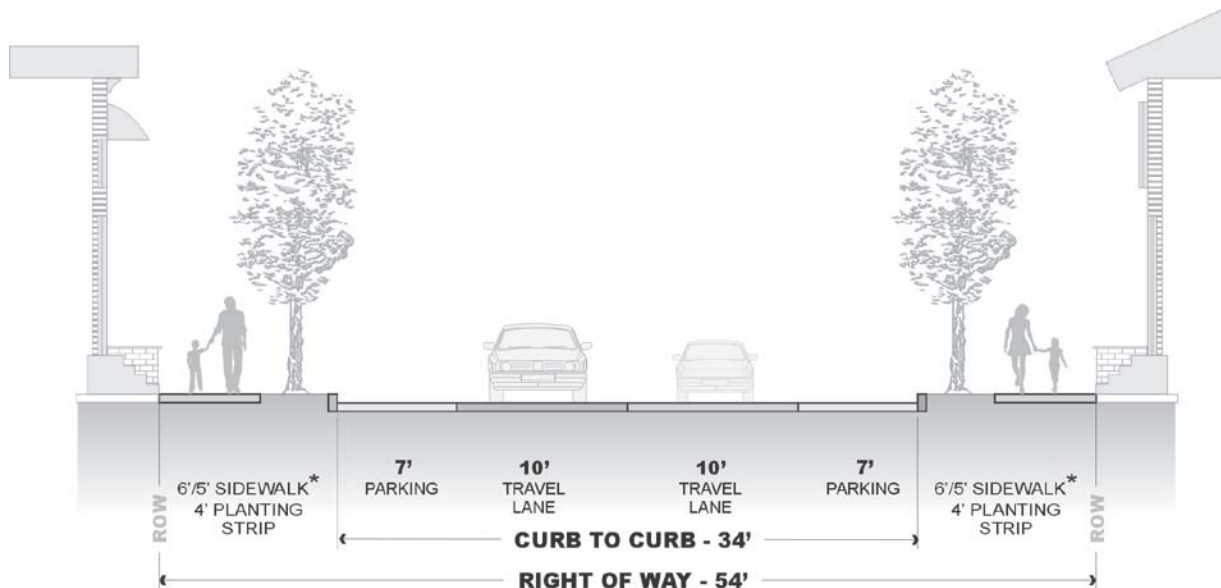 7’
PARKING
10’
TRAVEL
LANE
10’
TRAVEL
LANE
7’
PARKING
6’/5’ SIDEWALK*
4’ PLANTING
STRIP
6’/5’ SIDEWALK*
4’ PLANTING
STRIP
ROW
ROW
CURB TO CURB - 34’
RIGHT OF WAY - 54’